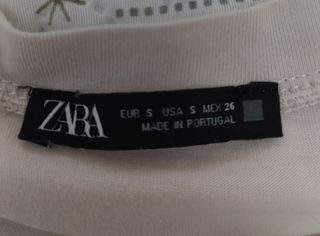 ZARA
EUR S USA S MEX 26
MADE IN PORTUGAL